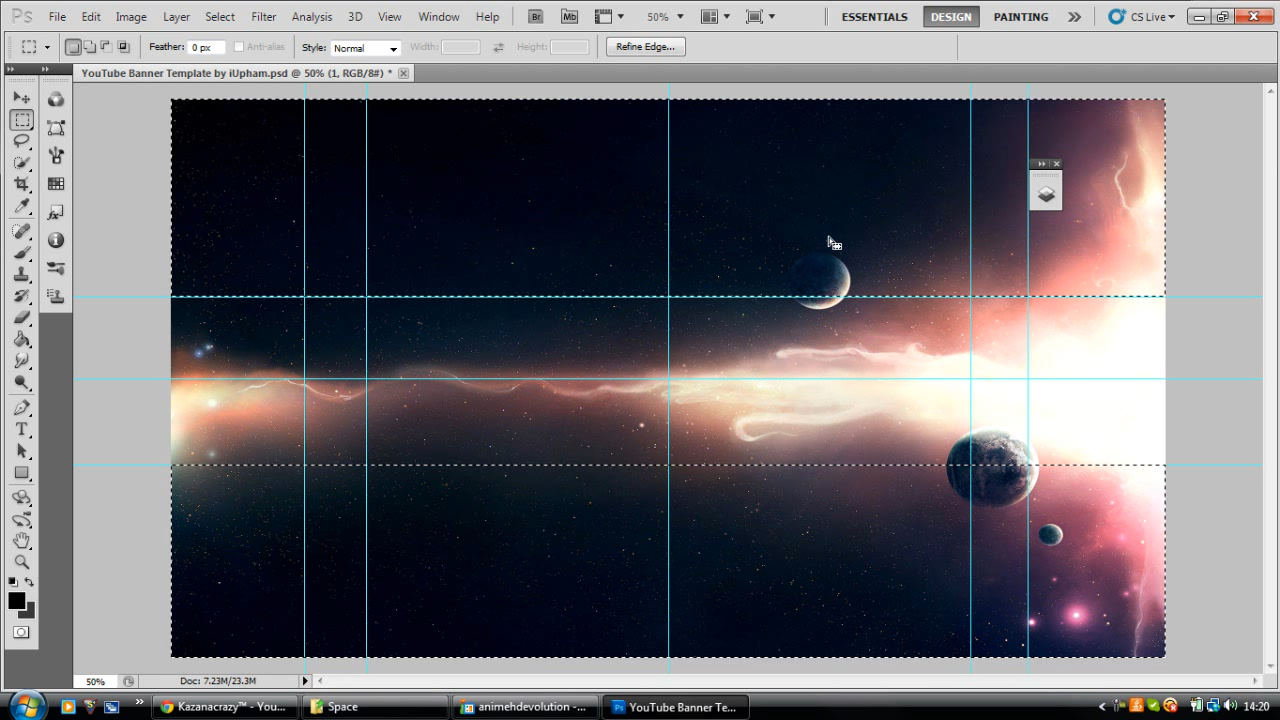 Ps File Edit Image Layer Select Filter Analysis 3D View Window Help Br Mb 50% ESSENTIALS DESIGN PAINTING CS Live
Feather: 0 px Anti-alias Style: Normal Width: Height: Refine Edge...
YouTube Banner Template by iUpham.psd @ 50% (1, RGB/8#) *
50% Doc: 7.23M/23.3M
Kazanacrazy™ - You... Space animehdevolution -... YouTube Banner Te... 14:20